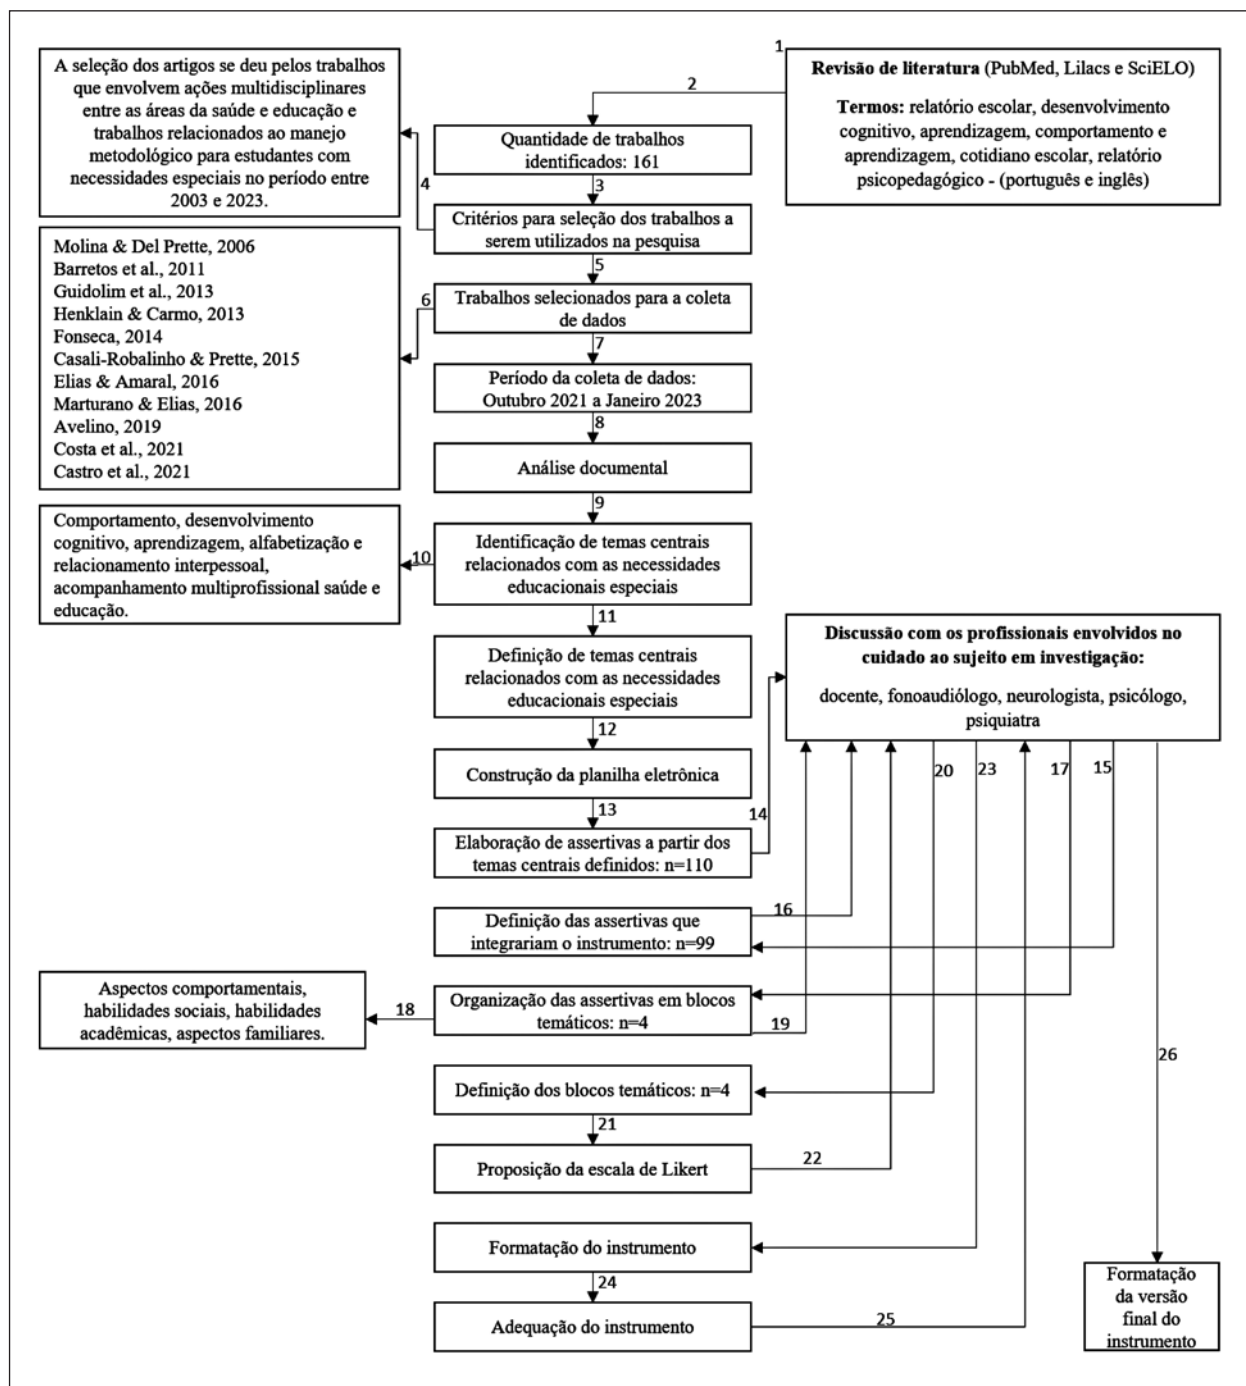 1
Revisão de literatura (PubMed, Lilacs e SciELO)
Termos: relatório escolar, desenvolvimento
cognitivo, aprendizagem, comportamento e
aprendizagem, cotidiano escolar, relatório
psicopedagógico - (português e inglês)
2
Quantidade de trabalhos
identificados: 161
3
Critérios para seleção dos trabalhos a
serem utilizados na pesquisa
4
A seleção dos artigos se deu pelos trabalhos
que envolvem ações multidisciplinares
entre as áreas da saúde e educação e
trabalhos relacionados ao manejo
metodológico para estudantes com
necessidades especiais no período entre
2003 e 2023.
5
Trabalhos selecionados para a coleta
de dados
6
Molina & Del Prette, 2006
Barretos et al., 2011
Guidolim et al., 2013
Henklain & Carmo, 2013
Fonseca, 2014
Casali-Robalinho & Prette, 2015
Elias & Amaral, 2016
Marturano & Elias, 2016
Avelino, 2019
Costa et al., 2021
Castro et al., 2021
7
Período da coleta de dados:
Outubro 2021 a Janeiro 2023
8
Análise documental
9
Identificação de temas centrais
relacionados com as necessidades
educacionais especiais
10
Comportamento, desenvolvimento
cognitivo, aprendizagem, alfabetização e
relacionamento interpessoal,
acompanhamento multiprofissional saúde e
educação.
11
Definição de temas centrais
relacionados com as necessidades
educacionais especiais
12
Construção da planilha eletrônica
13
Elaboração de assertivas a partir dos
temas centrais definidos: n=110
14
Discussão com os profissionais envolvidos no
cuidado ao sujeito em investigação:
docente, fonoaudiólogo, neurologista, psicólogo,
psiquiatra
20
23
17
15
Definição das assertivas que
integrariam o instrumento: n=99
16
Organização das assertivas em blocos
temáticos: n=4
18
Aspectos comportamentais,
habilidades sociais, habilidades
acadêmicas, aspectos familiares.
19
26
Definição dos blocos temáticos: n=4
21
Proposição da escala de Likert
22
Formatação do instrumento
24
Adequação do instrumento
25
Formatação
da versão
final do
instrumento